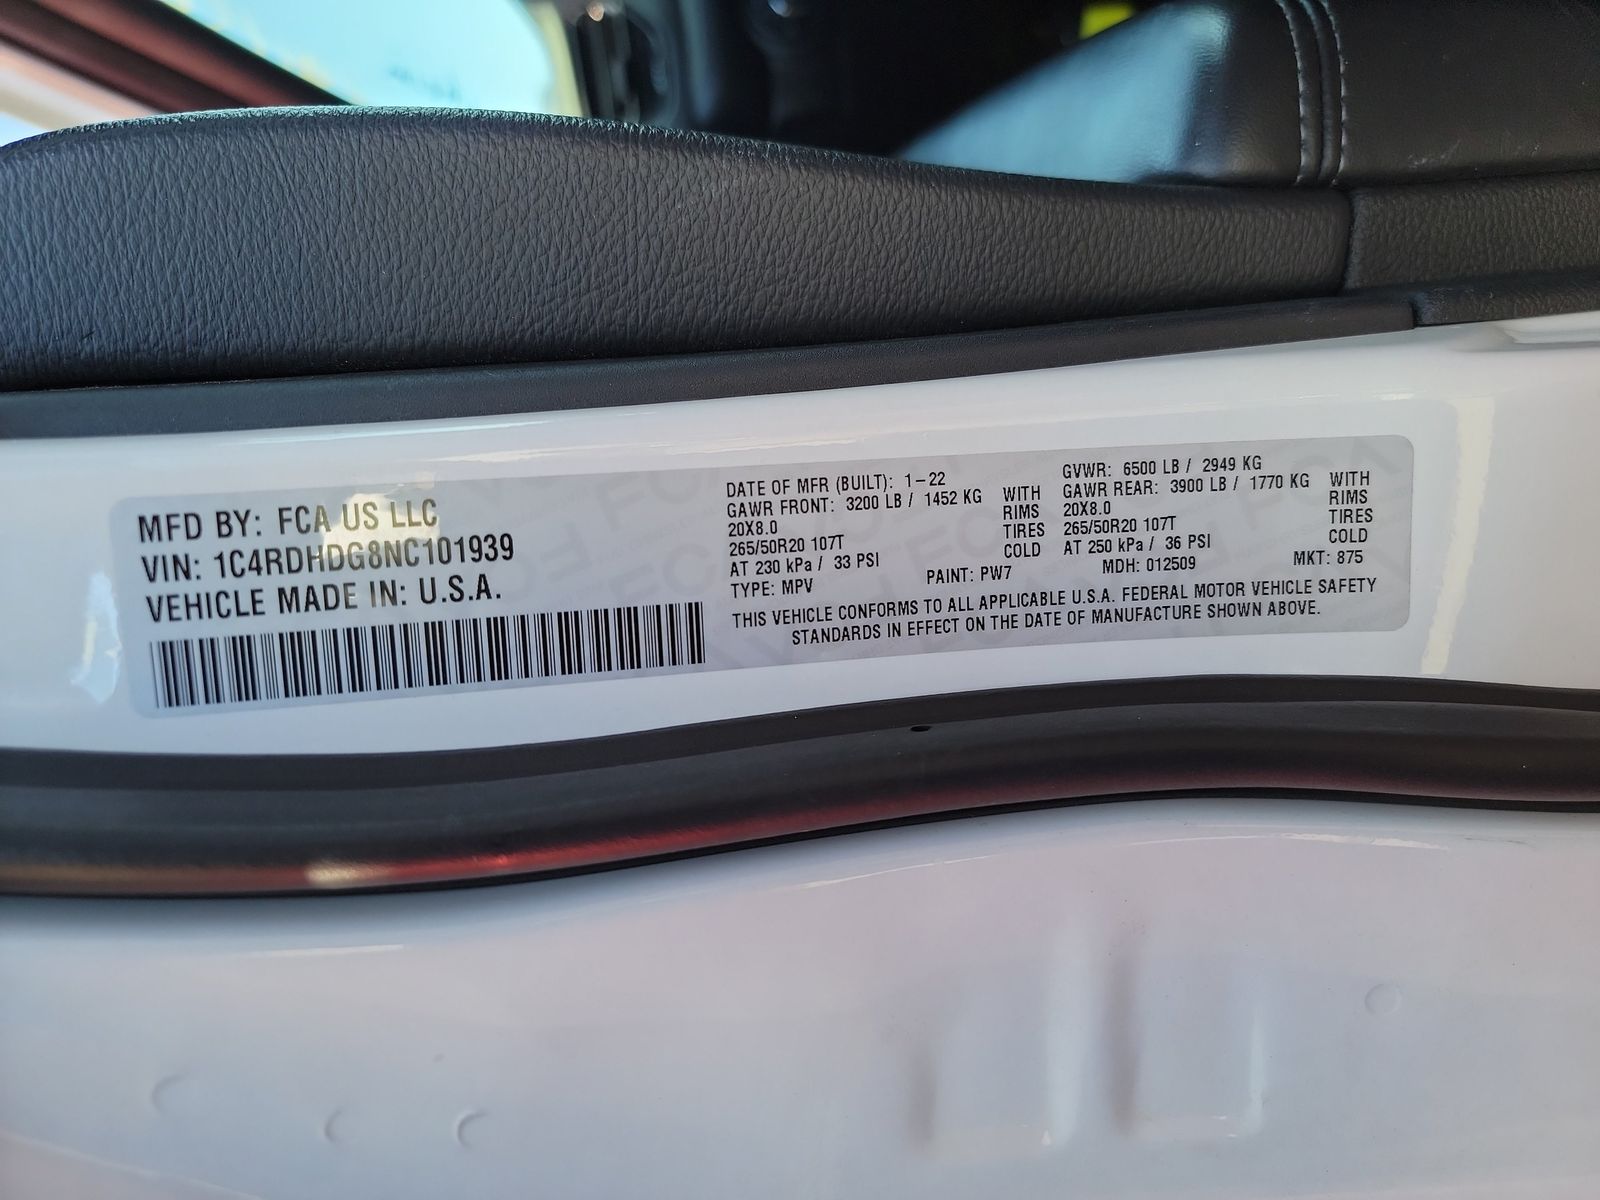 MFD BY: FCA US LLC
VIN: 1C4RDHDG8NC101939
VEHICLE MADE IN: U.S.A.
DATE OF MFR (BUILT): 1-22
GAWR FRONT: 3200 LB / 1452 KG WITH
20X8.0 RIMS
265/50R20 107T TIRES
AT 230 kPa / 33 PSI COLD
TYPE: MPV PAINT: PW7
GVWR: 6500 LB / 2949 KG
GAWR REAR: 3900 LB / 1770 KG WITH
20X8.0 RIMS
265/50R20 107T TIRES
AT 250 kPa / 36 PSI COLD
MDH: 012509 MKT: 875
THIS VEHICLE CONFORMS TO ALL APPLICABLE U.S.A. FEDERAL MOTOR VEHICLE SAFETY
STANDARDS IN EFFECT ON THE DATE OF MANUFACTURE SHOWN ABOVE.